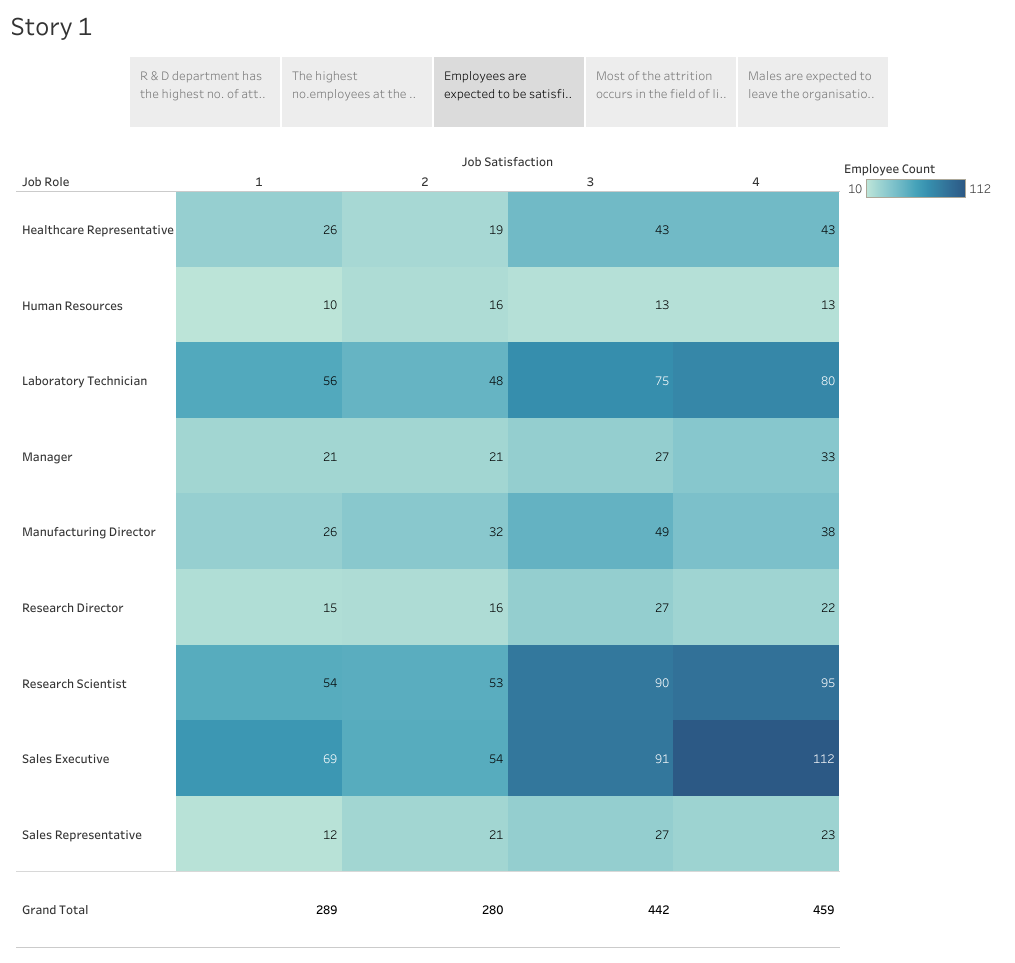 Story 1
R & D department has
the highest no. of att..
The highest
no.employees at the ..
Employees are
expected to be satisfi..
Most of the attrition
occurs in the field of li..
Males are expected to
leave the organisatio..
Job Satisfaction
Job Role 1 2 3 4
Employee Count
10 112
Healthcare Representative 26 19 43 43
Human Resources 10 16 13 13
Laboratory Technician 56 48 75 80
Manager 21 21 27 33
Manufacturing Director 26 32 49 38
Research Director 15 16 27 22
Research Scientist 54 53 90 95
Sales Executive 69 54 91 112
Sales Representative 12 21 27 23
Grand Total 289 280 442 459